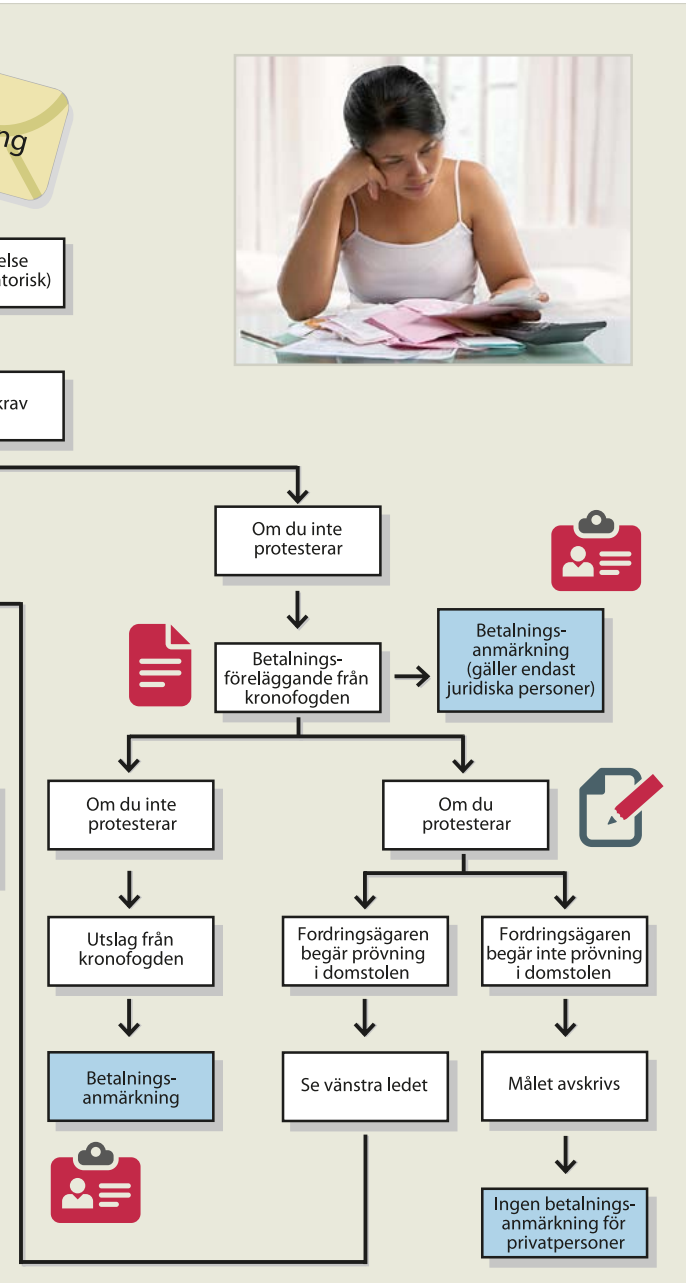 ng
else
atorisk)
krav
Om du inte
protesterar
Betalnings-
föreläggande från
kronofogden
Betalnings-
anmärkning
(gäller endast
juridiska personer)
Om du inte
protesterar
Om du
protesterar
Utslag från
kronofogden
Fordringsägaren
begär prövning
i domstolen
Fordringsägaren
begär inte prövning
i domstolen
Betalnings-
anmärkning
Se vänstra ledet
Målet avskrivs
Ingen betalnings-
anmärkning för
privatpersoner